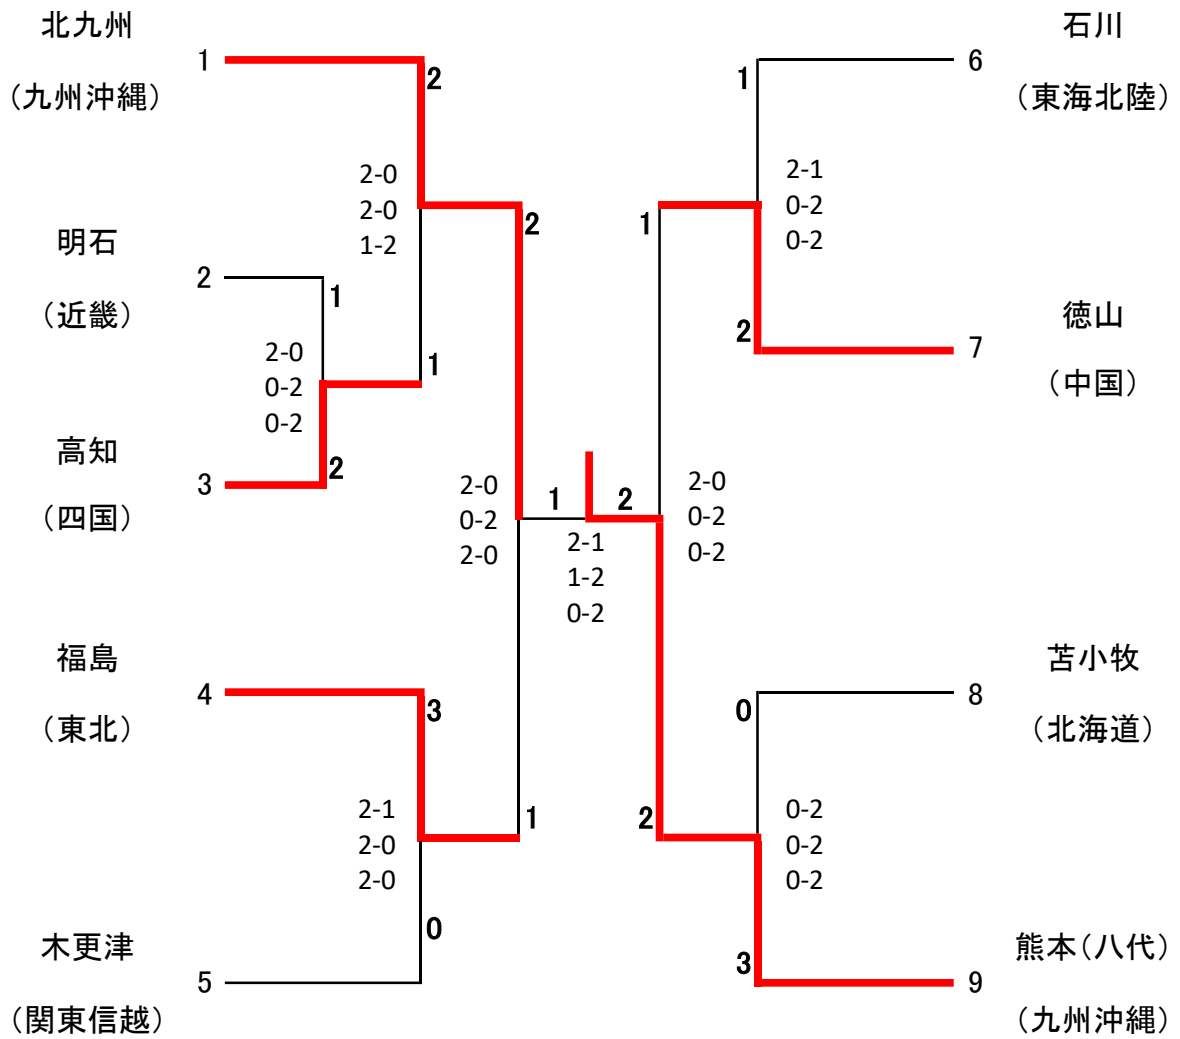 北九州
1
（九州沖縄）
2
2-0
2-0
1-2
明石
2
（近畿）
1
2-0
0-2
0-2
1
高知
3
（四国）
2
2
2-0
0-2
2-0
福島
4
（東北）
3
2-1
2-0
2-0
1
木更津
5
（関東信越）
0
1
2
2-1
1-2
0-2
石川
6
（東海北陸）
1
2-1
0-2
0-2
1
徳山
7
（中国）
2
2-0
0-2
0-2
苫小牧
8
（北海道）
0
0-2
0-2
0-2
2
熊本（八代）
9
（九州沖縄）
3